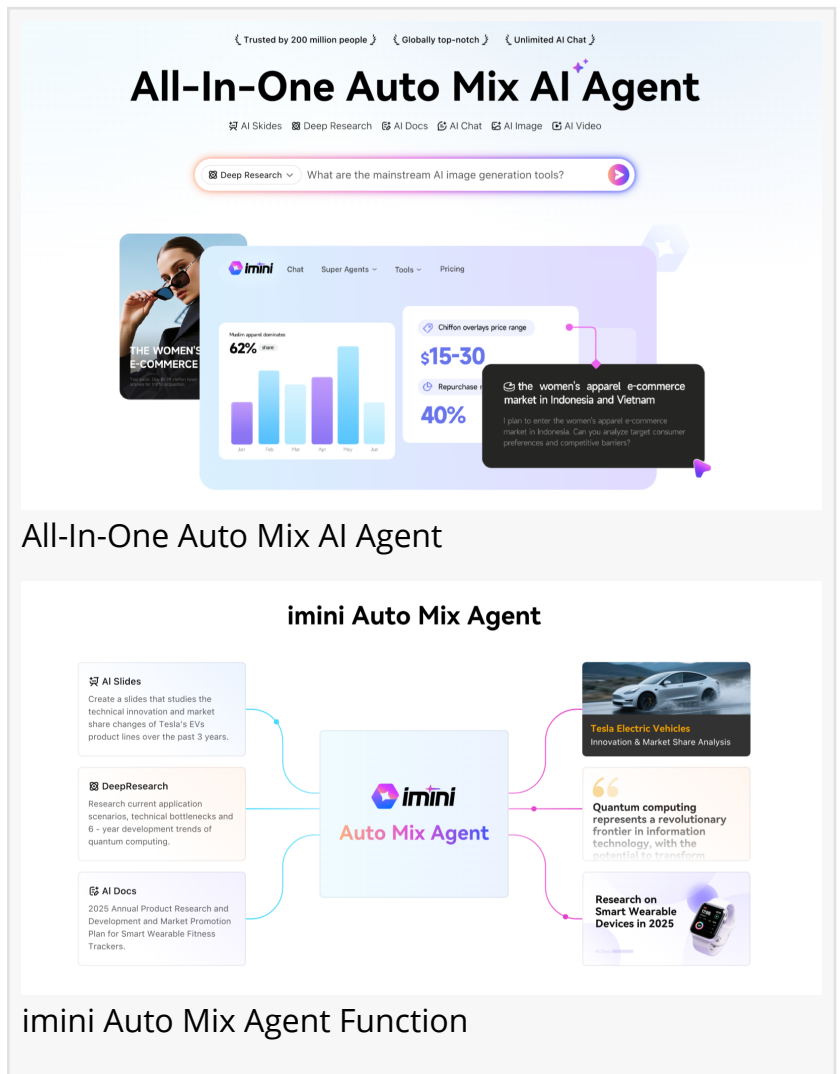 Trusted by 200 million people
Globally top-notch
Unlimited AI Chat
All-In-One Auto Mix AI Agent
AI Skides
Deep Research
AI Docs
AI Chat
AI Image
AI Video
Deep Research
What are the mainstream AI image generation tools?
THE WOMEN'S
E-COMMERCE
imini
Chat
Super Agents
Tools
Pricing
Muslim apparel dominates
62% share
Jan
Feb
Mar
Apr
May
Jun
Chiffon overlays price range
$15-30
Repurchase
40%
the women's apparel e-commerce
market in Indonesia and Vietnam
I plan to enter the women's apparel e-commerce
market in Indonesia. Can you analyze target consumer
preferences and competitive barriers?
All-In-One Auto Mix AI Agent
imini Auto Mix Agent
AI Slides
Create a slides that studies the
technical innovation and market
share changes of Tesla's EVs
product lines over the past 3 years.
DeepResearch
Research current application
scenarios, technical bottlenecks and
6 - year development trends of
quantum computing.
AI Docs
2025 Annual Product Research and
Development and Market Promotion
Plan for Smart Wearable Fitness
Trackers.
imini
Auto Mix Agent
Tesla Electric Vehicles
Innovation & Market Share Analysis
Quantum computing
represents a revolutionary
frontier in information
technology, with the
potential to transform
Research on
Smart Wearable
Devices in 2025
imini Auto Mix Agent Function